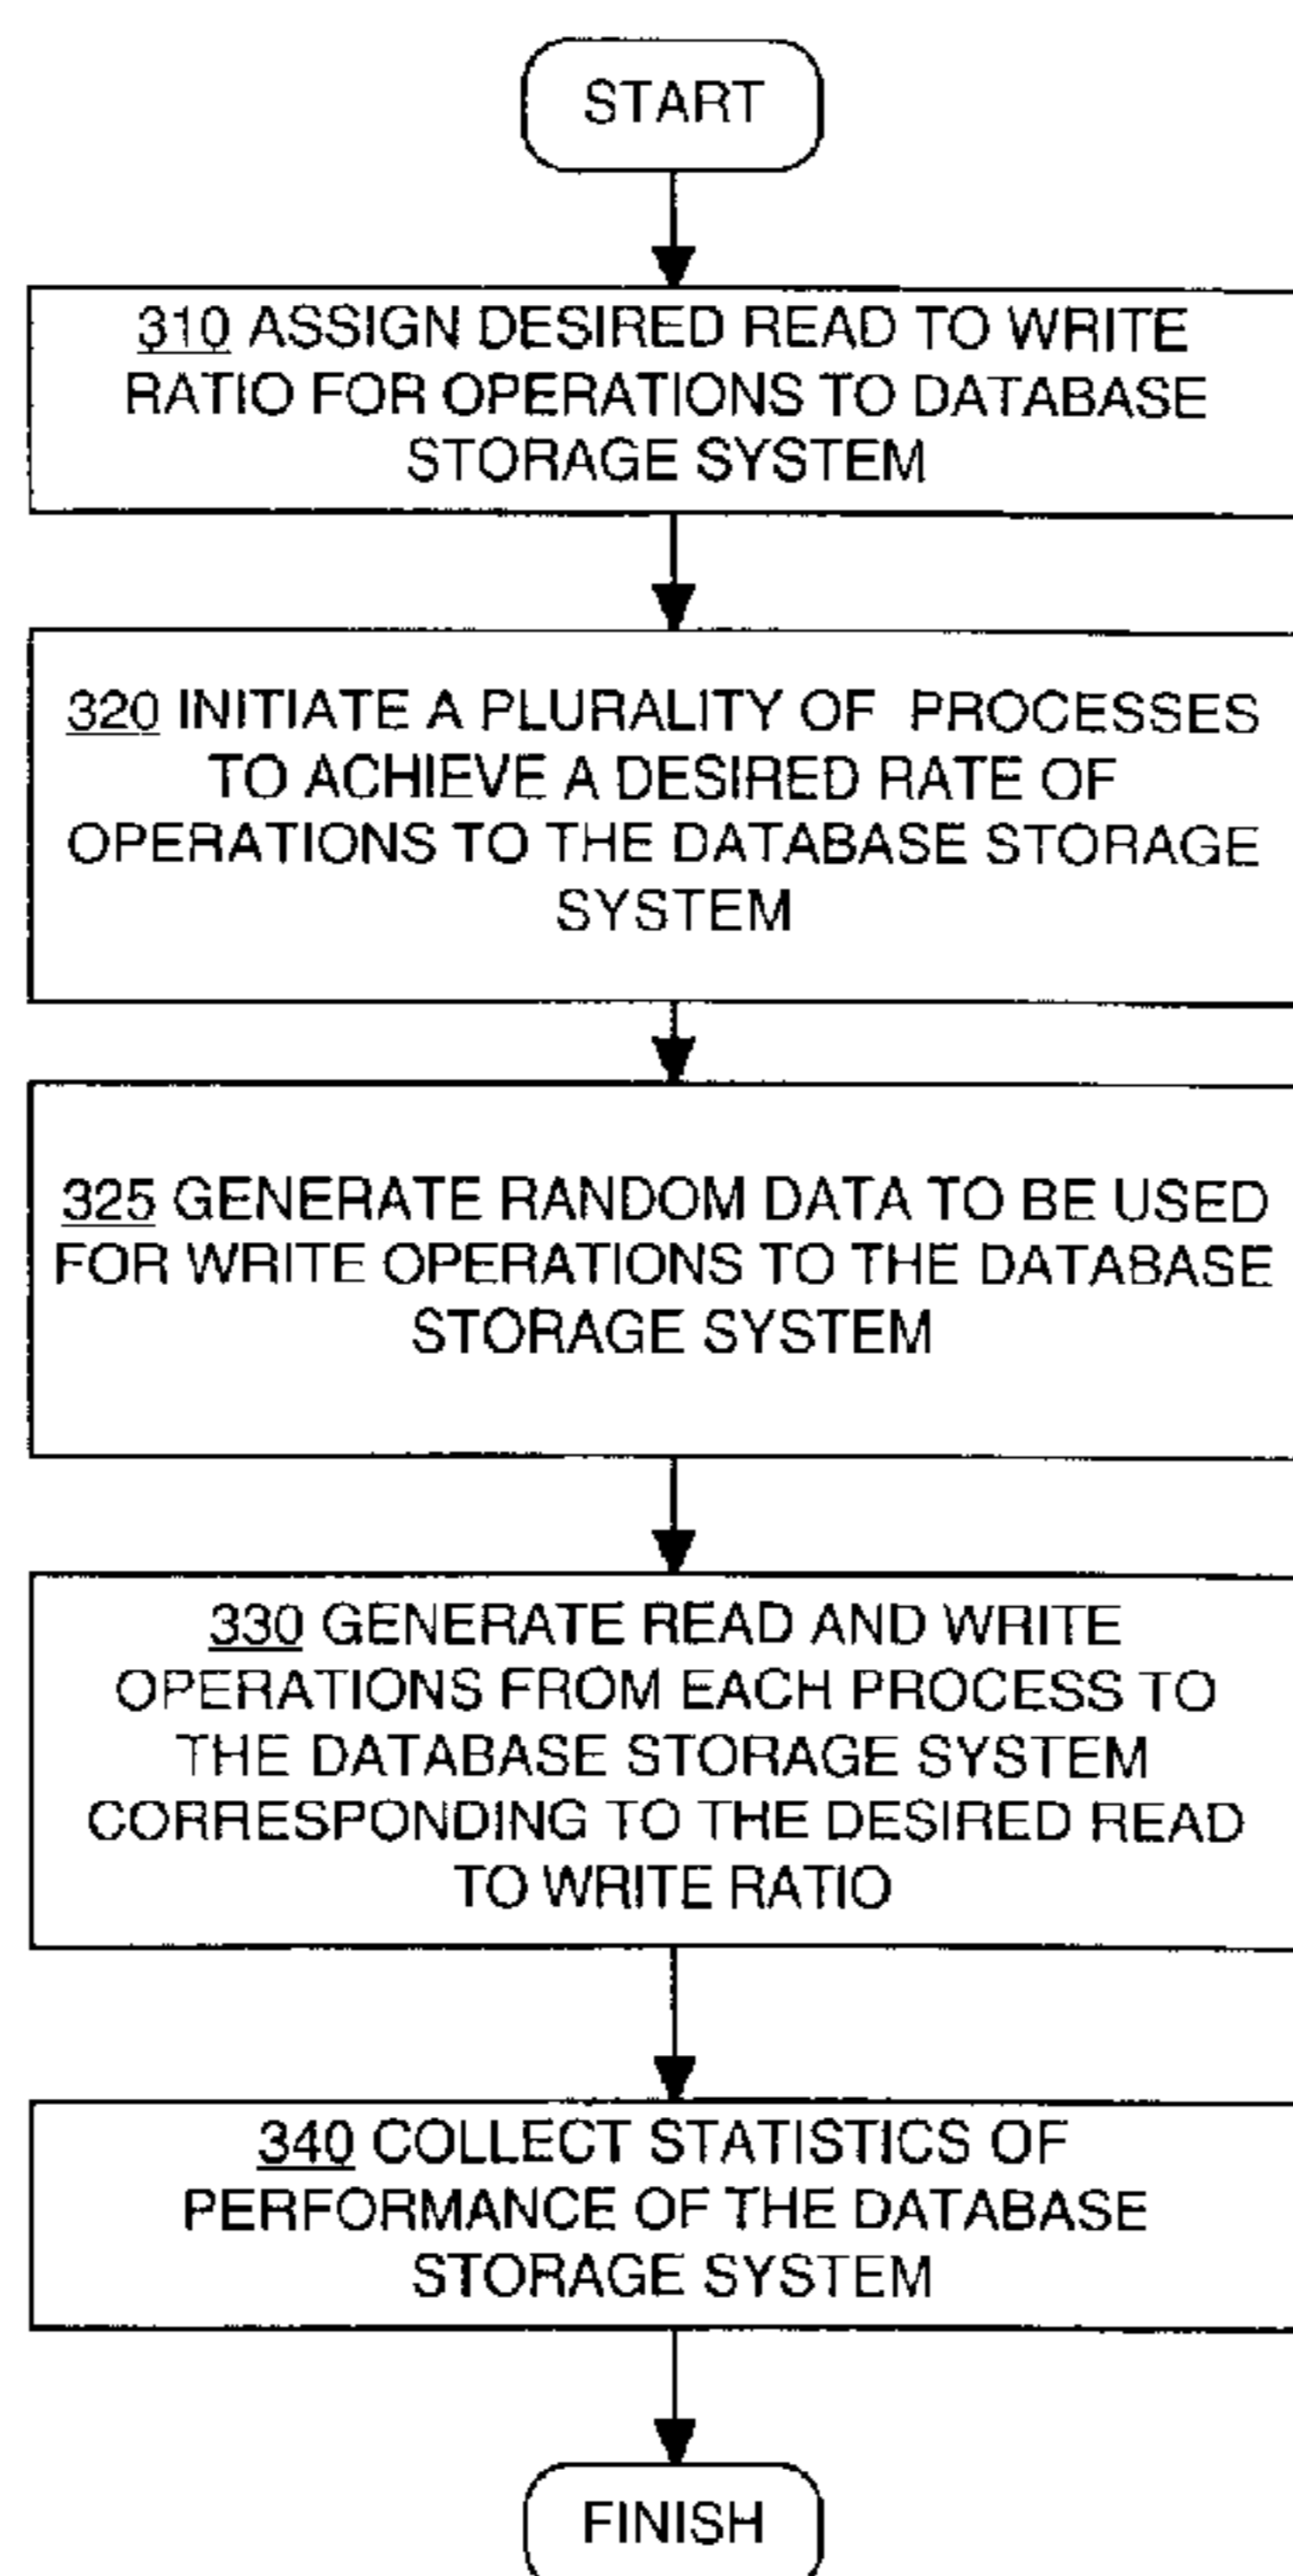 START
310 ASSIGN DESIRED READ TO WRITE
RATIO FOR OPERATIONS TO DATABASE
STORAGE SYSTEM
320 INITIATE A PLURALITY OF PROCESSES
TO ACHIEVE A DESIRED RATE OF
OPERATIONS TO THE DATABASE STORAGE
SYSTEM
325 GENERATE RANDOM DATA TO BE USED
FOR WRITE OPERATIONS TO THE DATABASE
STORAGE SYSTEM
330 GENERATE READ AND WRITE
OPERATIONS FROM EACH PROCESS TO
THE DATABASE STORAGE SYSTEM
CORRESPONDING TO THE DESIRED READ
TO WRITE RATIO
340 COLLECT STATISTICS OF
PERFORMANCE OF THE DATABASE
STORAGE SYSTEM
FINISH